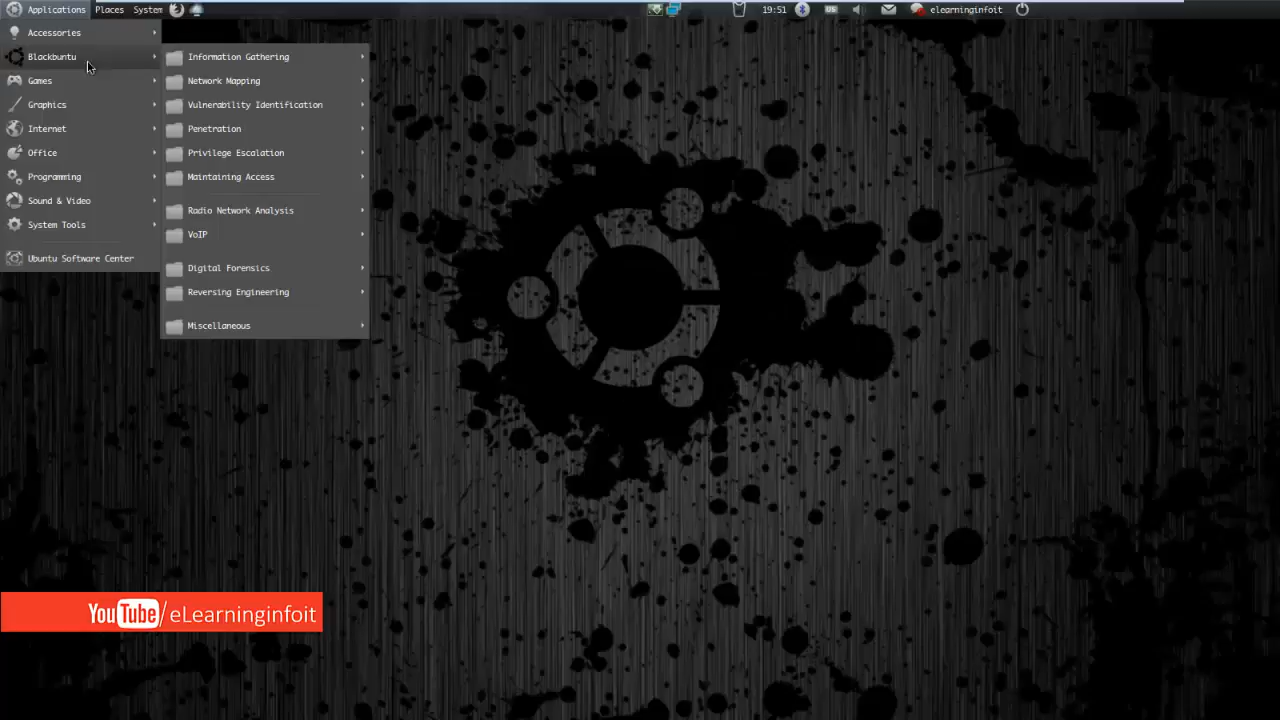 Applications Places System 19:51 US elearninginfoit
Accessories
Blackbuntu
Games
Graphics
Internet
Office
Programming
Sound & Video
System Tools
Ubuntu Software Center
Information Gathering
Network Mapping
Vulnerability Identification
Penetration
Privilege Escalation
Maintaining Access
Radio Network Analysis
VoIP
Digital Forensics
Reversing Engineering
Miscellaneous
YouTube/eLearninginfoit